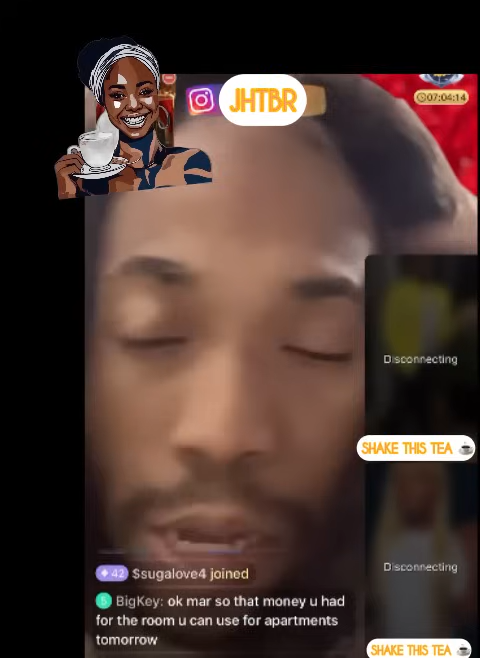 JHTBR
07:04:14
Disconnecting
SHAKE THIS TEA
42 $sugalove4 joined
Disconnecting
S BigKey: ok mar so that money u had
for the room u can use for apartments
tomorrow
SHAKE THIS TEA